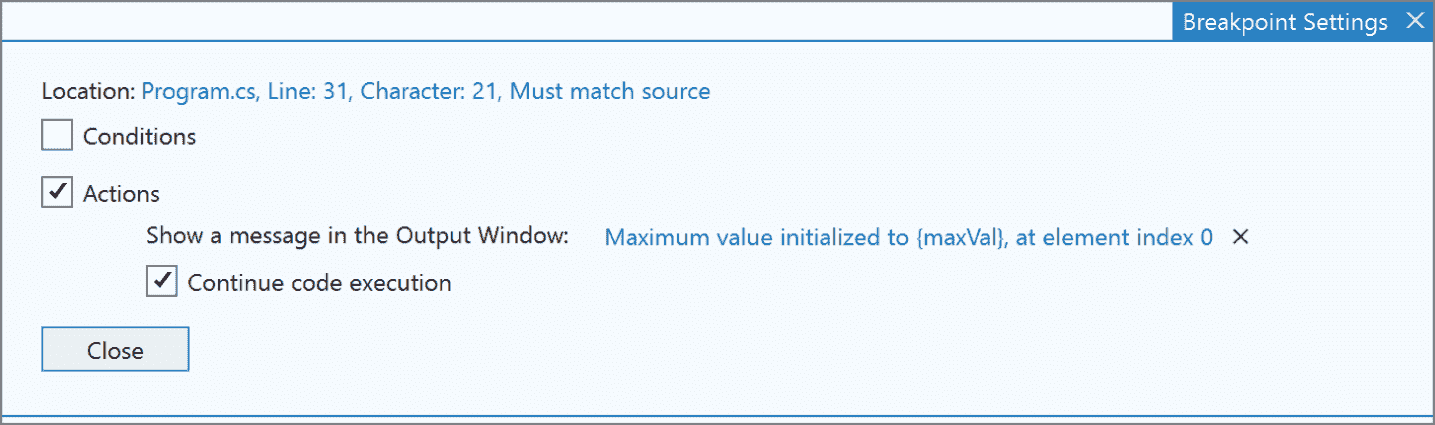 Breakpoint Settings
Location: Program.cs, Line: 31, Character: 21, Must match source
Conditions
Actions
Show a message in the Output Window: Maximum value initialized to {maxVal}, at element index 0
Continue code execution
Close